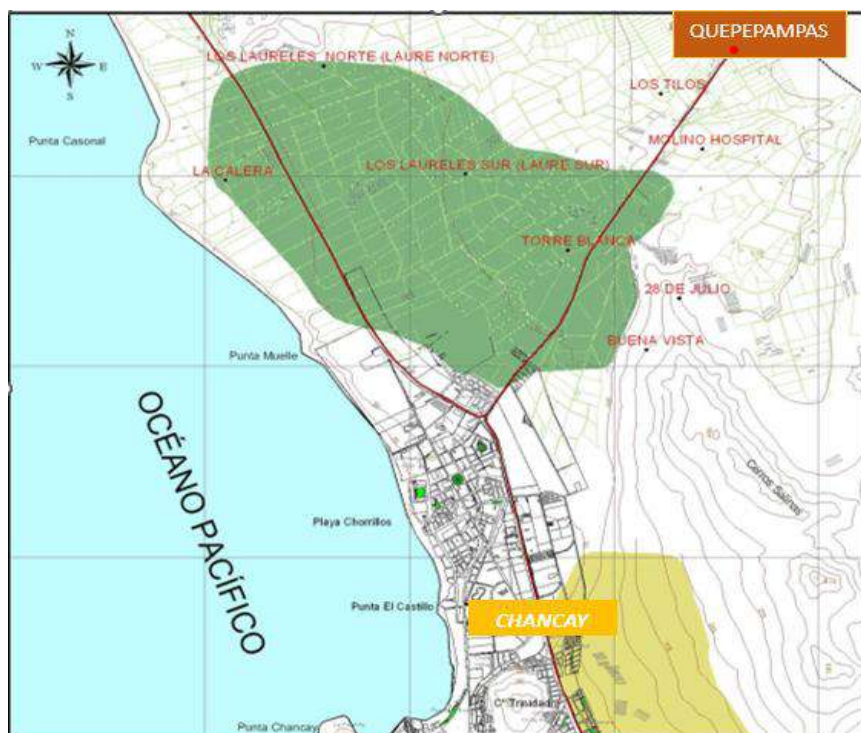 QUEPEPAMPAS
N
W E
S
LOS LAURELES NORTE (LAURE NORTE)
LOS TILOS
Punta Casonal
MOLINO HOSPITAL
LA CALERA
LOS LAURELES SUR (LAURE SUR)
TORRE BLANCA
28 DE JULIO
BUENA VISTA
Punta Muelle
OCÉANO PACÍFICO
Cerros Salinas
Playa Chorrillos
Punta El Castillo
CHANCAY
Cº Trinidad
Punta Chancay